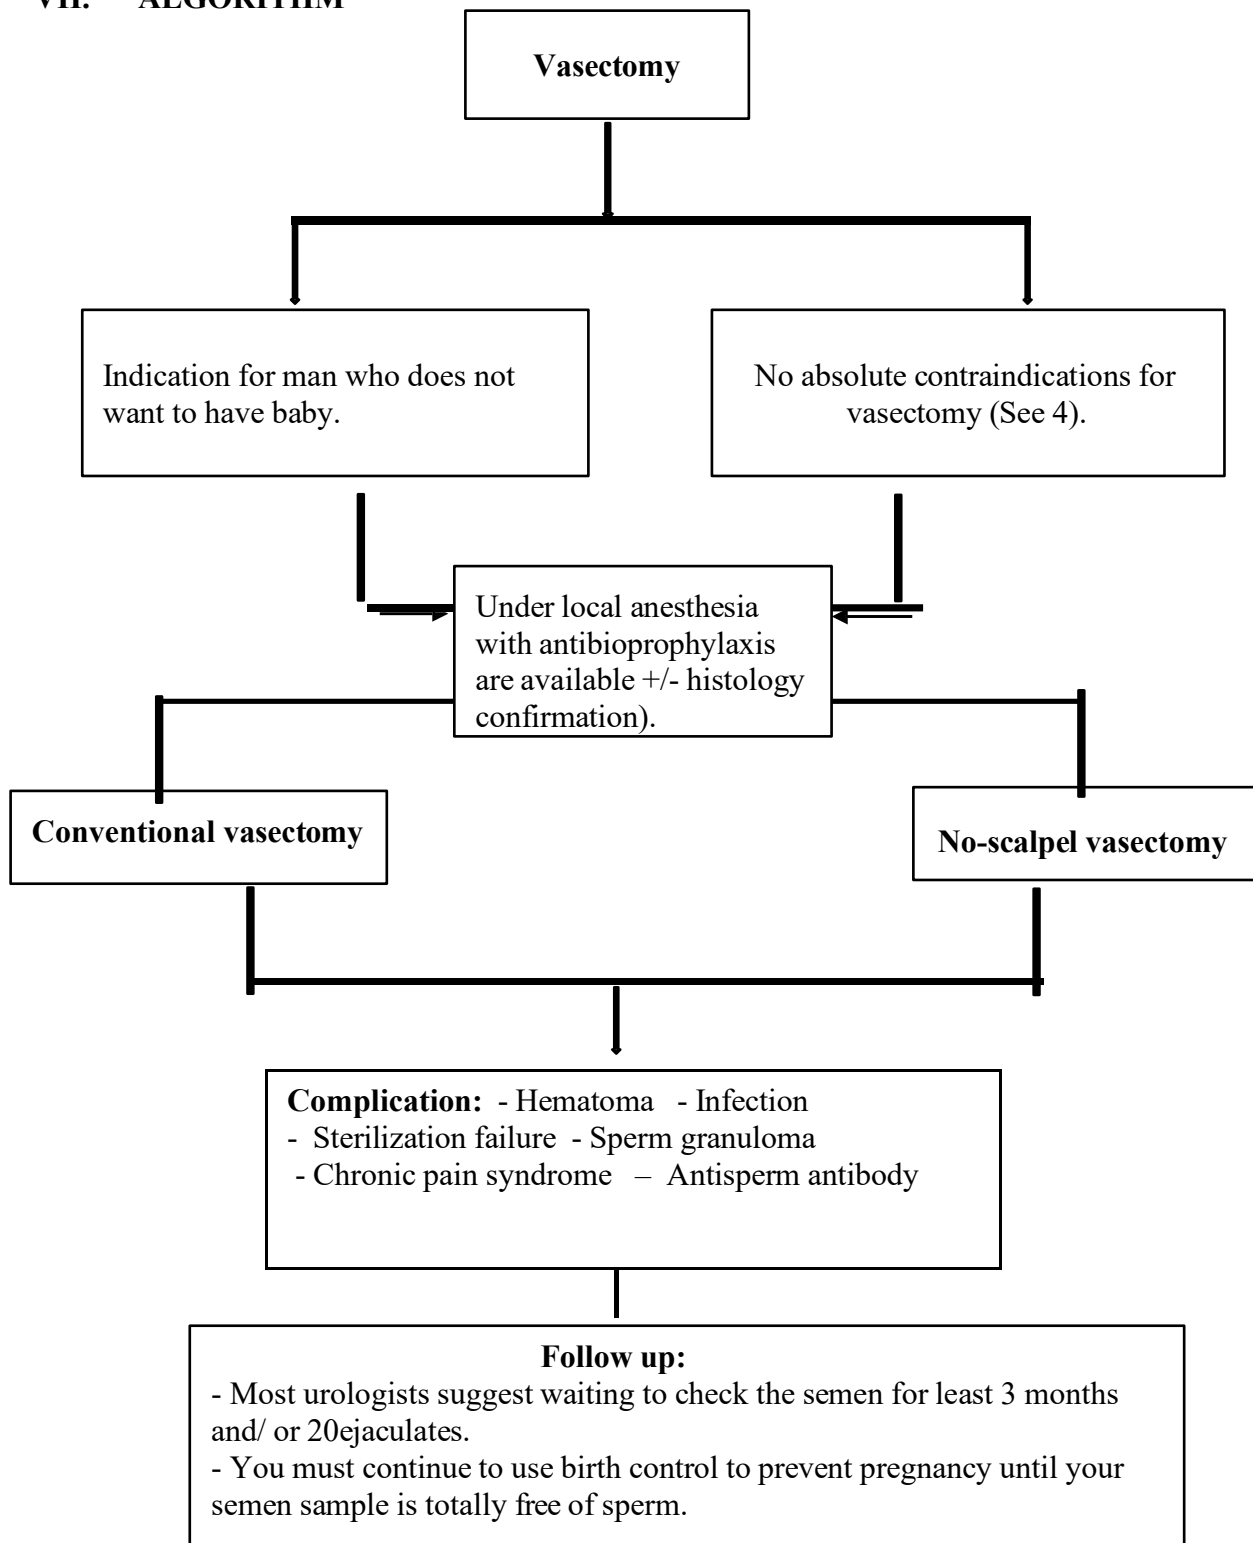 VII. ALGORITHM
Vasectomy
Indication for man who does not
want to have baby.
No absolute contraindications for
vasectomy (See 4).
Under local anesthesia
with antibioprophylaxis
are available +/- histology
confirmation).
Conventional vasectomy
No-scalpel vasectomy
Complication: - Hematoma - Infection
- Sterilization failure - Sperm granuloma
- Chronic pain syndrome – Antisperm antibody
Follow up:
- Most urologists suggest waiting to check the semen for least 3 months
and/ or 20ejaculates.
- You must continue to use birth control to prevent pregnancy until your
semen sample is totally free of sperm.